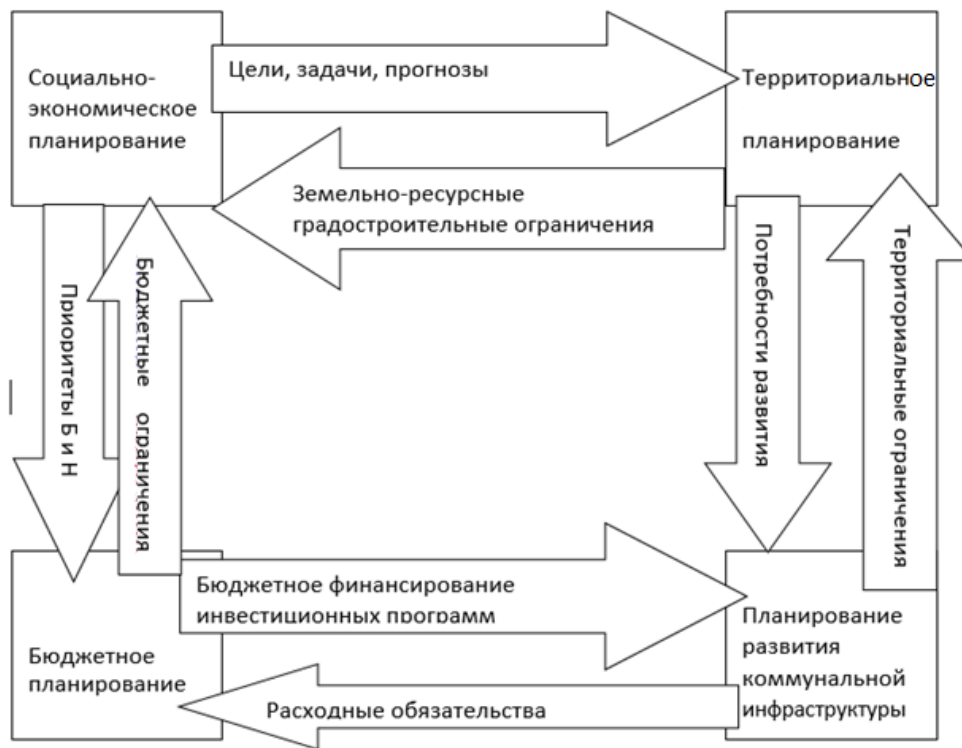 Социально-
экономическое
планирование
Цели, задачи, прогнозы
Территориальное
планирование
Земельно-ресурсные
градостроительные ограничения
Приоритеты Б и Н
Бюджетные ограничения
Потребности развития
Территориальные ограничения
Бюджетное финансирование
инвестиционных программ
Бюджетное
планирование
Планирование
развития
коммунальной
инфраструктуры
Расходные обязательства